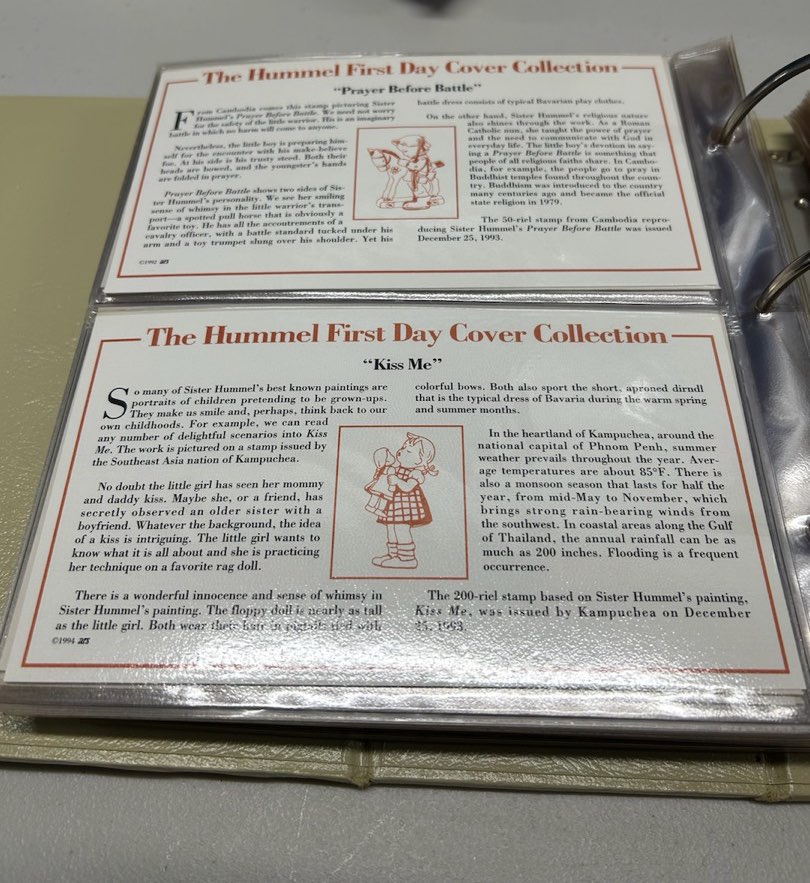 The Hummel First Day Cover Collection
"Prayer Before Battle"
From Cambodia comes this stamp picturing Sister
Hummel's Prayer Before Battle. We need not worry
for the safety of the little warrior. His is an imaginary
battle in which no harm will come to anyone.
Nevertheless, the little boy is preparing him-
self for the encounter with his make-believe
foe. At his side is his trusty steed. Both their
heads are bowed, and the youngster's hands
are folded in prayer.
Prayer Before Battle shows two sides of Sis-
ter Hummel's personality. We see her smiling
sense of whimsy in the little warrior's trans-
port—a spotted pull horse that is obviously a
favorite toy. He has all the accoutrements of a
cavalry officer, with a battle standard tucked under his
arm and a toy trumpet slung over his shoulder. Yet his
©1992 ars
battle dress consists of typical Bavarian play clothes.
On the other hand, Sister Hummel's religious nature
also shines through the work. As a Roman
Catholic nun, she taught the power of prayer
and the need to communicate with God in
everyday life. The little boy's devotion in say-
ing a Prayer Before Battle is something that
people of all religious faiths share. In Cambo-
dia, for example, the people go to pray in
Buddhist temples found throughout the coun-
try. Buddhism was introduced to the country
many centuries ago and became the official
state religion in 1979.
The 50-riel stamp from Cambodia repro-
ducing Sister Hummel's Prayer Before Battle was issued
December 25, 1993.
The Hummel First Day Cover Collection
"Kiss Me"
So many of Sister Hummel's best known paintings are
portraits of children pretending to be grown-ups.
They make us smile and, perhaps, think back to our
own childhoods. For example, we can read
any number of delightful scenarios into Kiss
Me. The work is pictured on a stamp issued by
the Southeast Asia nation of Kampuchea.
No doubt the little girl has seen her mommy
and daddy kiss. Maybe she, or a friend, has
secretly observed an older sister with a
boyfriend. Whatever the background, the idea
of a kiss is intriguing. The little girl wants to
know what it is all about and she is practicing
her technique on a favorite rag doll.
There is a wonderful innocence and sense of whimsy in
Sister Hummel's painting. The floppy doll is nearly as tall
as the little girl. Both wear their hair in pigtails tied with
©1994 ars
colorful bows. Both also sport the short, aproned dirndl
that is the typical dress of Bavaria during the warm spring
and summer months.
In the heartland of Kampuchea, around the
national capital of Phnom Penh, summer
weather prevails throughout the year. Aver-
age temperatures are about 85°F. There is
also a monsoon season that lasts for half the
year, from mid-May to November, which
brings strong rain-bearing winds from
the southwest. In coastal areas along the Gulf
of Thailand, the annual rainfall can be as
much as 200 inches. Flooding is a frequent
occurrence.
The 200-riel stamp based on Sister Hummel's painting,
Kiss Me, was issued by Kampuchea on December
25, 1993.